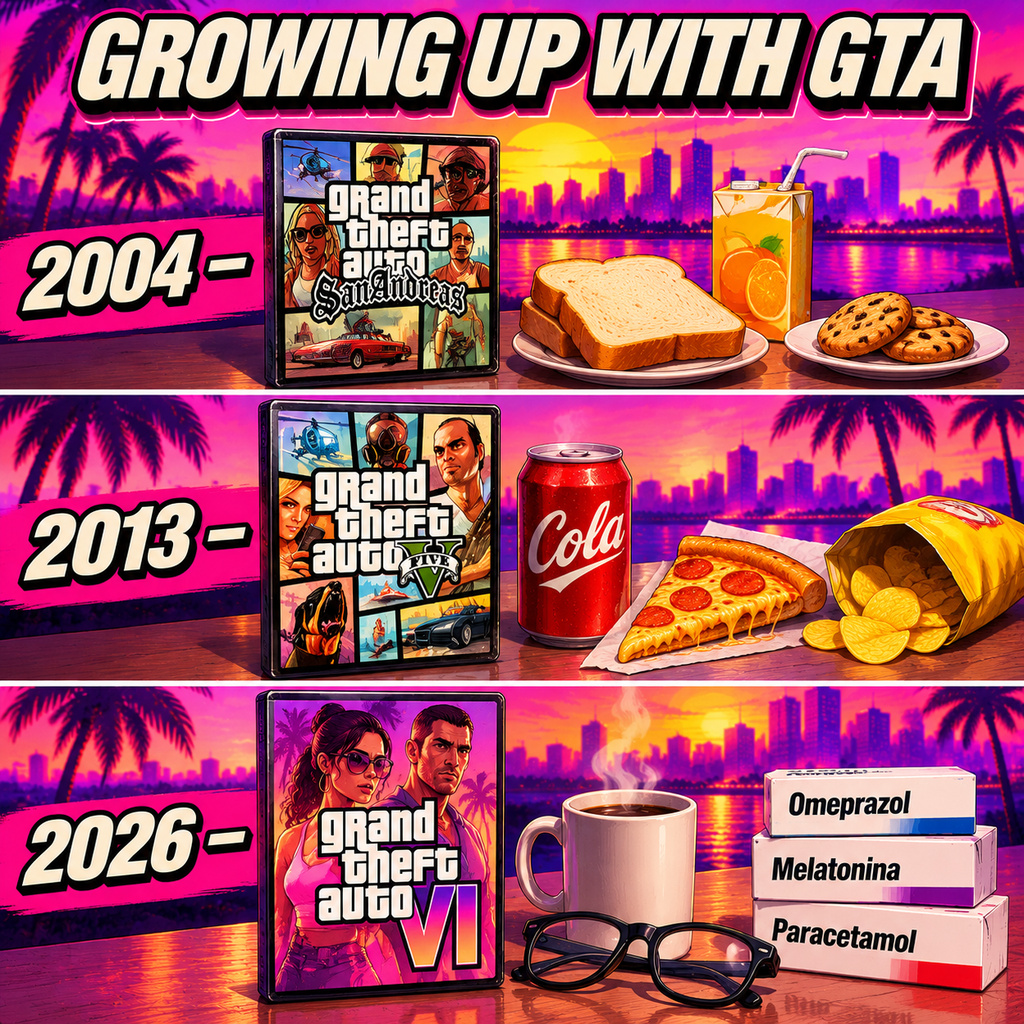 GROWING UP WITH GTA
2004 –
grand
theft
auto
San Andreas
2013 –
grand
theft
auto V
FIVE
Cola
2026 –
grand
theft
auto VI
Omeprazol
Melatonina
Paracetamol